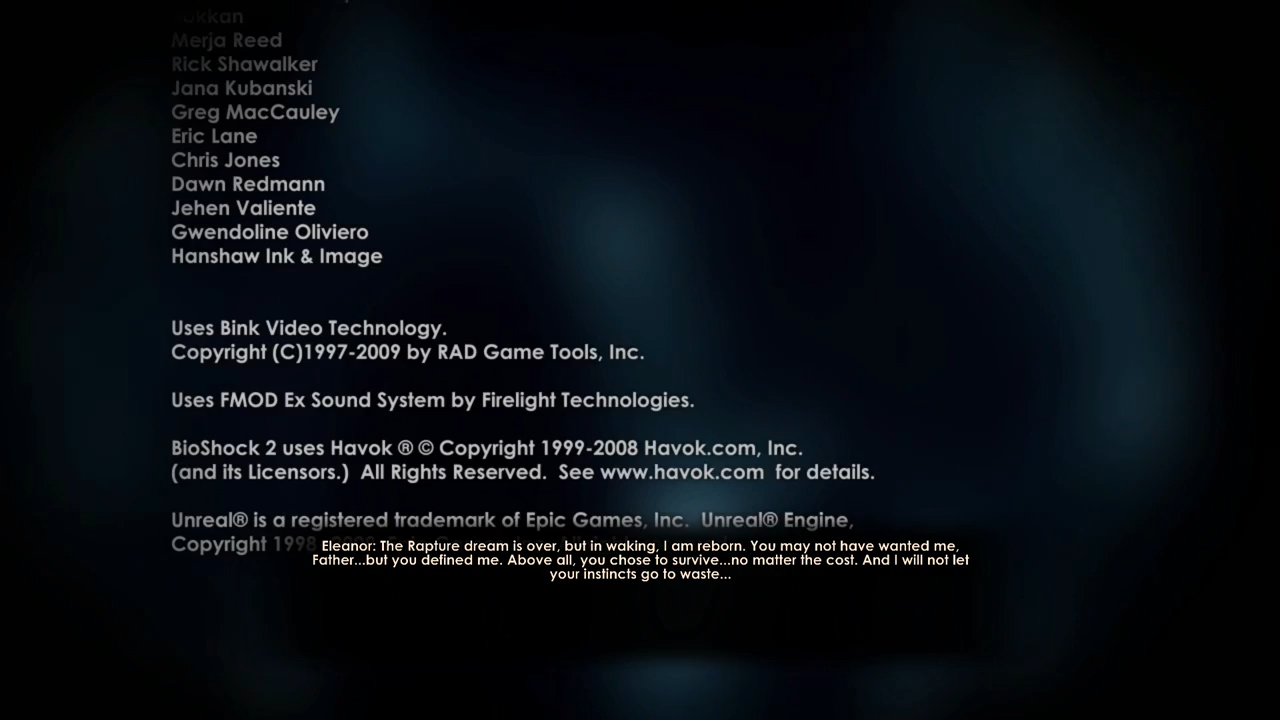 Merja Reed
Rick Shawalker
Jana Kubanski
Greg MacCauley
Eric Lane
Chris Jones
Dawn Redmann
Jehen Valiente
Gwendoline Oliviero
Hanshaw Ink & Image
Uses Bink Video Technology.
Copyright (C)1997-2009 by RAD Game Tools, Inc.
Uses FMOD Ex Sound System by Firelight Technologies.
BioShock 2 uses Havok ® © Copyright 1999-2008 Havok.com, Inc.
(and its Licensors.) All Rights Reserved. See www.havok.com for details.
Unreal® is a registered trademark of Epic Games, Inc. Unreal® Engine,
Copyright 1998
Eleanor: The Rapture dream is over, but in waking, I am reborn. You may not have wanted me,
Father...but you defined me. Above all, you chose to survive...no matter the cost. And I will not let
your instincts go to waste...